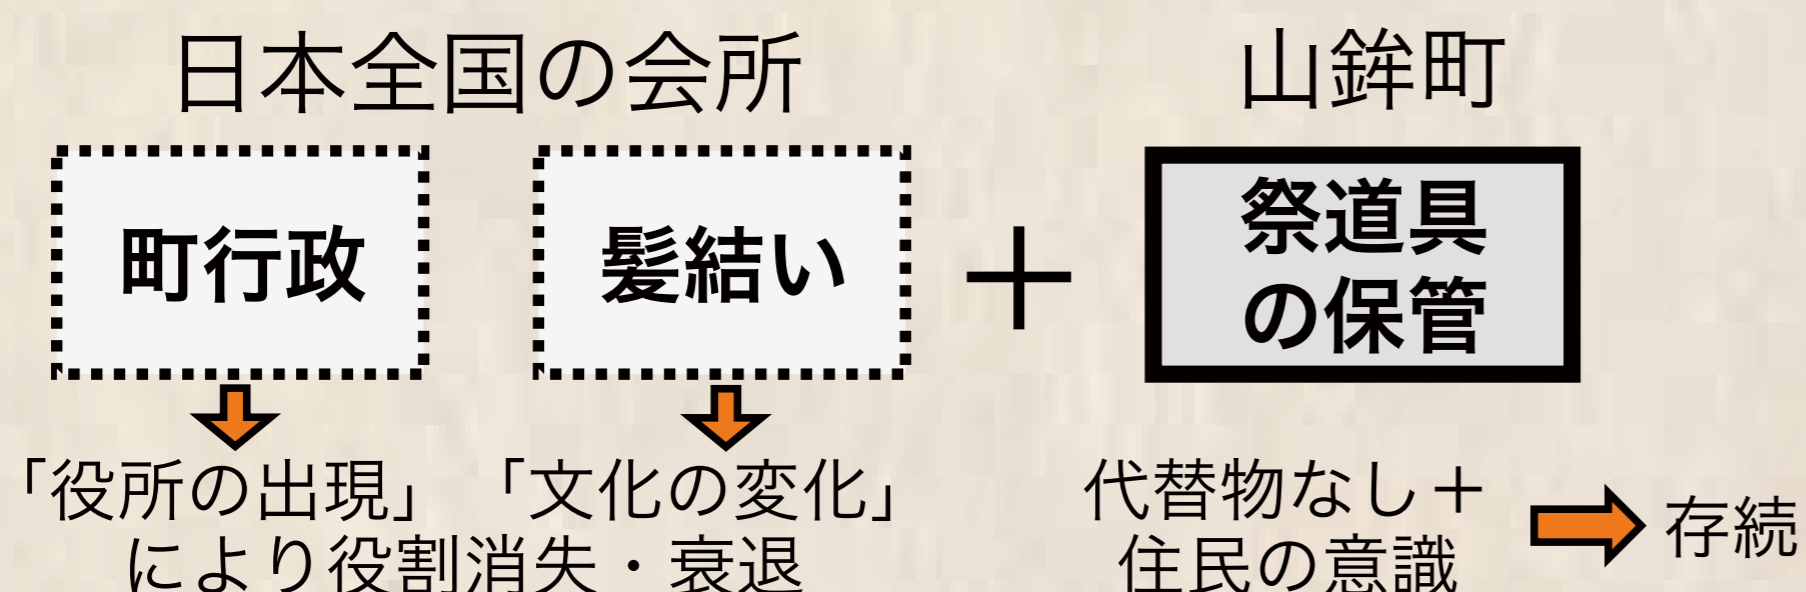 日本全国の会所
山鉾町
町行政
髪結い
＋
祭道具
の保管
「役所の出現」
「文化の変化」
により役割消失・衰退
代替物なし＋
住民の意識
存続